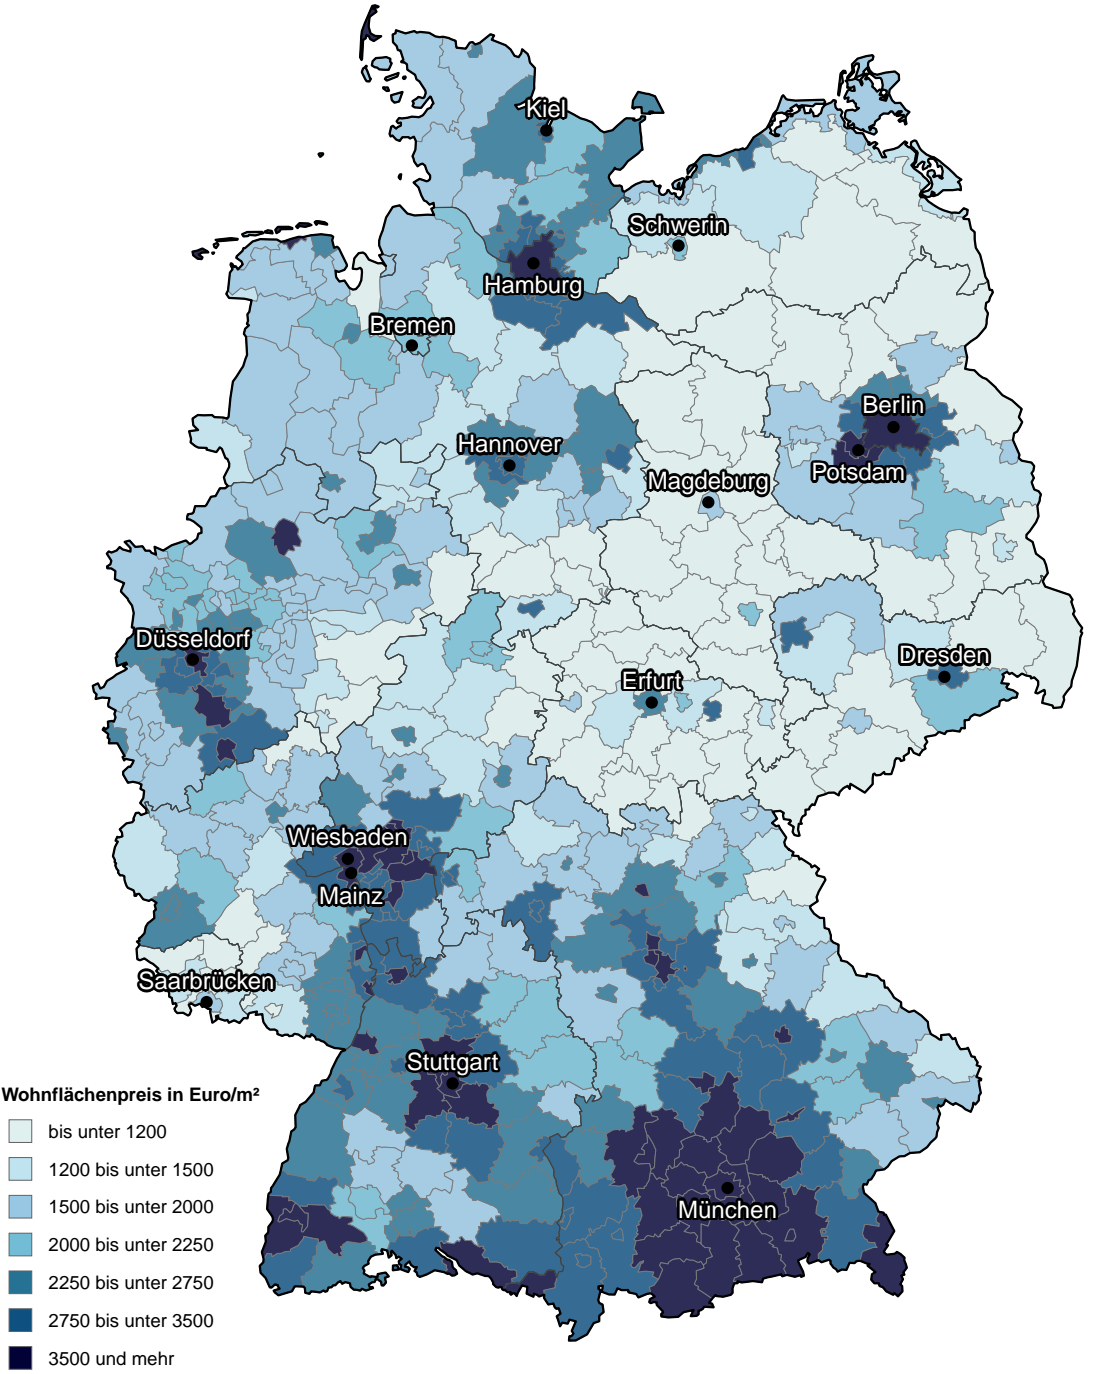 Kiel
Schwerin
Hamburg
Bremen
Berlin
Hannover
Potsdam
Magdeburg
Düsseldorf
Dresden
Erfurt
Wiesbaden
Mainz
Saarbrücken
Stuttgart
München
Wohnflächenpreis in Euro/m²
bis unter 1200
1200 bis unter 1500
1500 bis unter 2000
2000 bis unter 2250
2250 bis unter 2750
2750 bis unter 3500
3500 und mehr